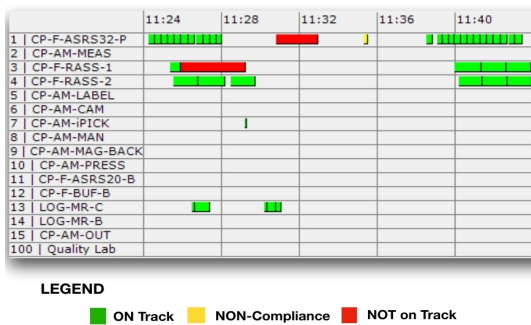 11:24 11:28 11:32 11:36 11:40
1 | CP-F-ASRS32-P
2 | CP-AM-MEAS
3 | CP-F-RASS-1
4 | CP-F-RASS-2
5 | CP-AM-LABEL
6 | CP-AM-CAM
7 | CP-AM-iPICK
8 | CP-AM-MAN
9 | CP-AM-MAG-BACK
10 | CP-AM-PRESS
11 | CP-F-ASRS20-B
12 | CP-F-BUF-B
13 | LOG-MR-C
14 | LOG-MR-B
15 | CP-AM-OUT
100 | Quality Lab
LEGEND
ON Track NON-Compliance NOT on Track